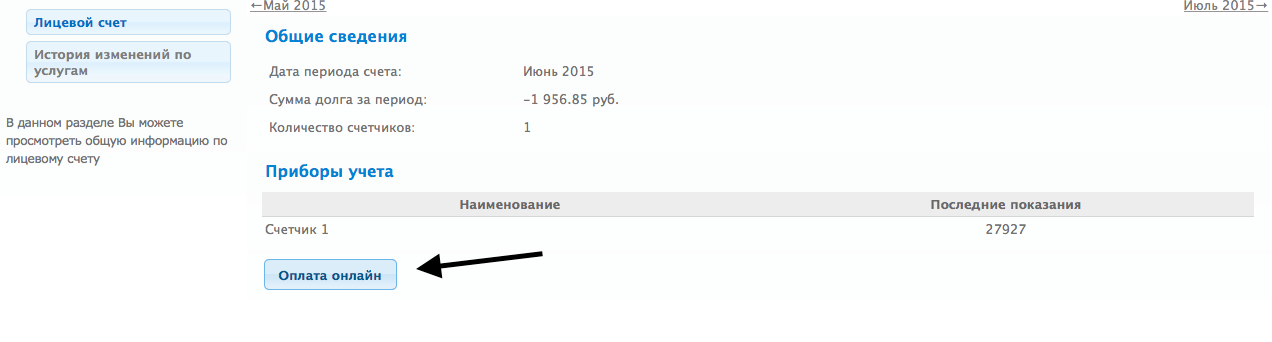 ←Май 2015
Июль 2015→
Лицевой счет
История изменений по
услугам
В данном разделе Вы можете
просмотреть общую информацию по
лицевому счету
Общие сведения
Дата периода счета: Июнь 2015
Сумма долга за период: −1 956.85 руб.
Количество счетчиков: 1
Приборы учета
Наименование Последние показания
Счетчик 1 27927
Оплата онлайн